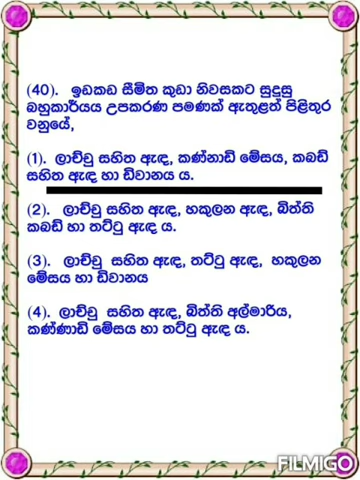 (40).   ඉඩකඩ සීමිත කුඩා නිවසකට සුදුසු
බහුකාර්යය උපකරණ පමණක් ඇතුළත් පිළිතුර
වනුයේ,
(1).  ලාච්චු සහිත ඇඳ, කණ්නාඩි මේසය, කබඩ්
සහිත ඇඳ හා ඩිවානය ය.
(2).   ලාච්චු සහිත ඇඳ, හකුලන ඇඳ, බිත්ති
කබඩ් හා තට්ටු ඇඳ ය.
(3).   ලාච්චු  සහිත ඇඳ, තට්ටු ඇඳ,  හකුලන
මේසය හා ඩිවානය
(4).  ලාච්චු  සහිත ඇඳ, බිත්ති අල්මාරිය,
කණ්ණාඩි මේසය හා තට්ටු ඇඳ ය.
FILMIGO